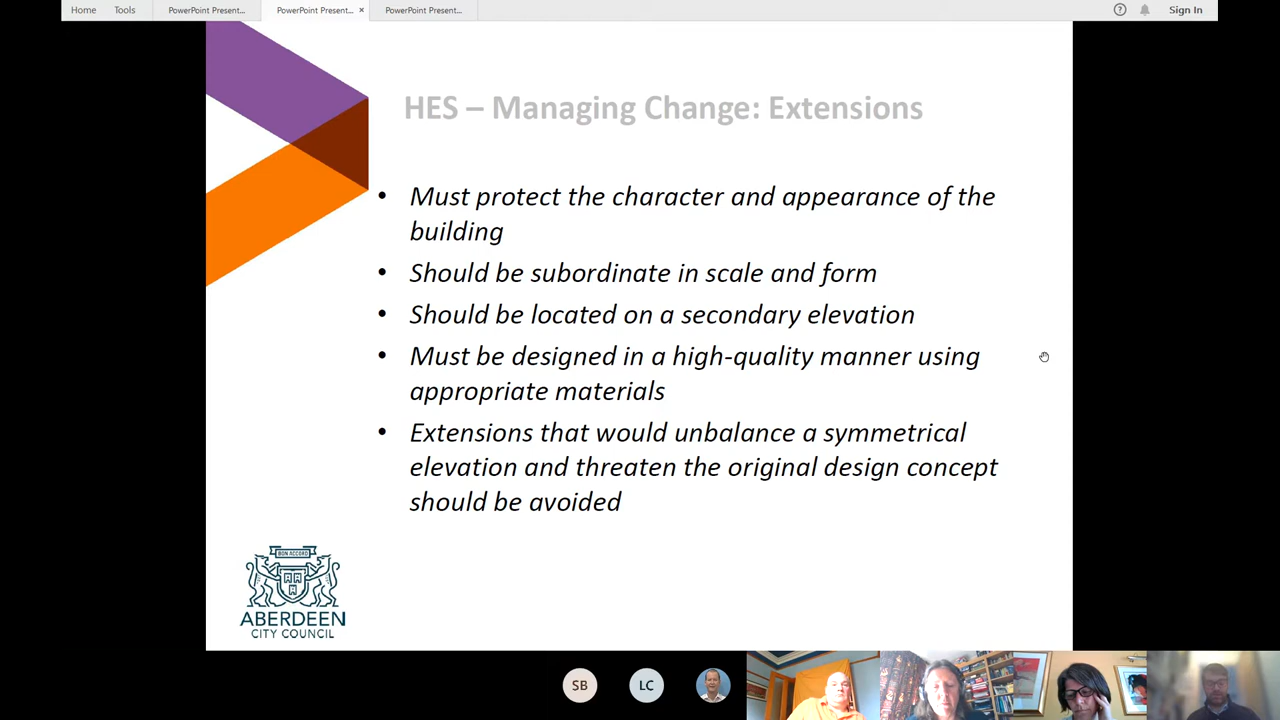 Home Tools PowerPoint Present... PowerPoint Present... × PowerPoint Present... ? Sign In
HES – Managing Change: Extensions
• Must protect the character and appearance of the
building
• Should be subordinate in scale and form
• Should be located on a secondary elevation
• Must be designed in a high-quality manner using
appropriate materials
• Extensions that would unbalance a symmetrical
elevation and threaten the original design concept
should be avoided
BON ACCORD
ABERDEEN
CITY COUNCIL
SB LC